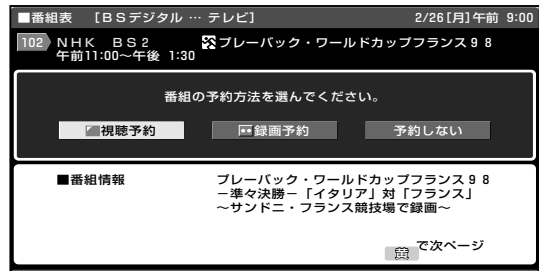 ■番組表 [BSデジタル … テレビ] 2/26[月]午前 9:00
102 NHK BS2 プレーバック・ワールドカップフランス98
午前11:00~午後 1:30
番組の予約方法を選んでください。
視聴予約 録画予約 予約しない
■番組情報 プレーバック・ワールドカップフランス98
-準々決勝-「イタリア」対「フランス」
~サンドニ・フランス競技場で録画~
黄 で次ページ